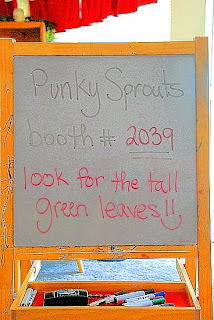 Punky Sprouts
booth # 2039
look for the tall
green leaves!!